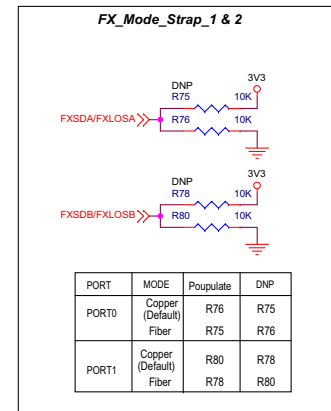 FX_Mode_Strap_1 & 2
3V3
DNP
R75 10K
FXSDA/FXLOSA R76 10K
3V3
DNP
R78 10K
FXSDB/FXLOSB R80 10K
PORT MODE Poupulate DNP
PORT0 Copper (Default) R76 R75
Fiber R75 R76
PORT1 Copper (Default) R80 R78
Fiber R78 R80